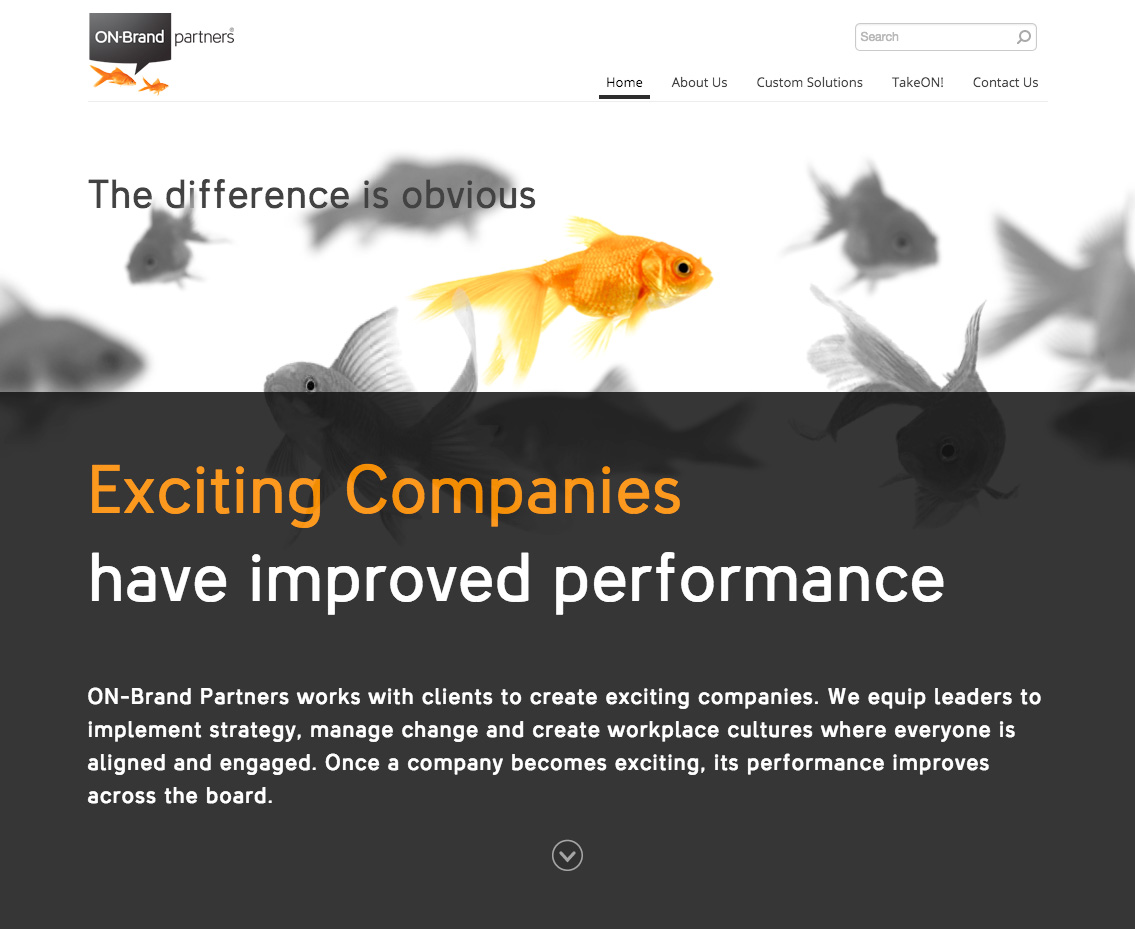 ON-Brand partners®
Search
Home About Us Custom Solutions TakeON! Contact Us
The difference is obvious
Exciting Companies
have improved performance
ON-Brand Partners works with clients to create exciting companies. We equip leaders to
implement strategy, manage change and create workplace cultures where everyone is
aligned and engaged. Once a company becomes exciting, its performance improves
across the board.